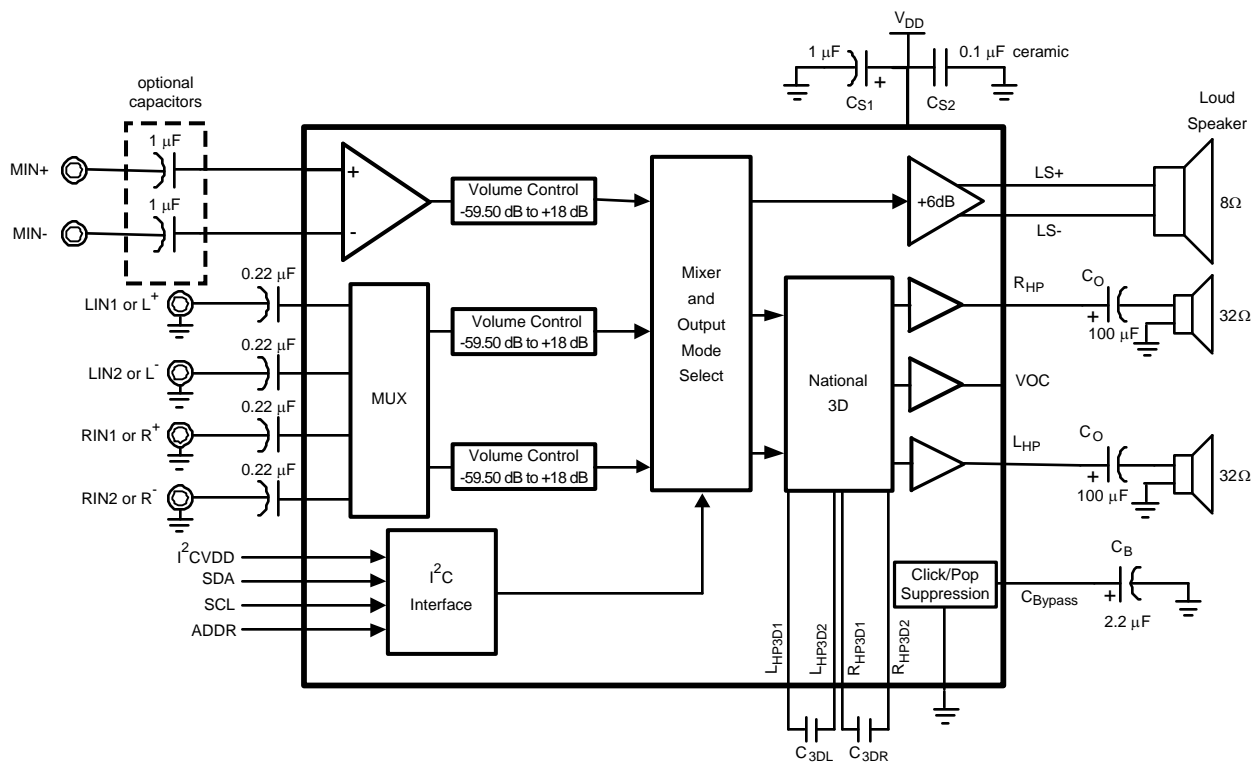 V_DD
1 μF
0.1 μF ceramic
C_S1
+
C_S2
optional
capacitors
Loud
Speaker
1 μF
MIN+
1 μF
MIN-
+
-
Volume Control
-59.50 dB to +18 dB
+6dB
LS+
LS-
8Ω
Mixer
and
Output
Mode
Select
0.22 μF
LIN1 or L⁺
0.22 μF
LIN2 or L⁻
0.22 μF
RIN1 or R⁺
0.22 μF
RIN2 or R⁻
MUX
Volume Control
-59.50 dB to +18 dB
Volume Control
-59.50 dB to +18 dB
National
3D
R_HP
C_O
+
100 μF
32Ω
VOC
L_HP
C_O
+
100 μF
32Ω
I²CVDD
SDA
SCL
ADDR
I²C
Interface
Click/Pop
Suppression
C_Bypass
C_B
+
2.2 μF
L_HP3D1
L_HP3D2
R_HP3D1
R_HP3D2
C_3DL
C_3DR